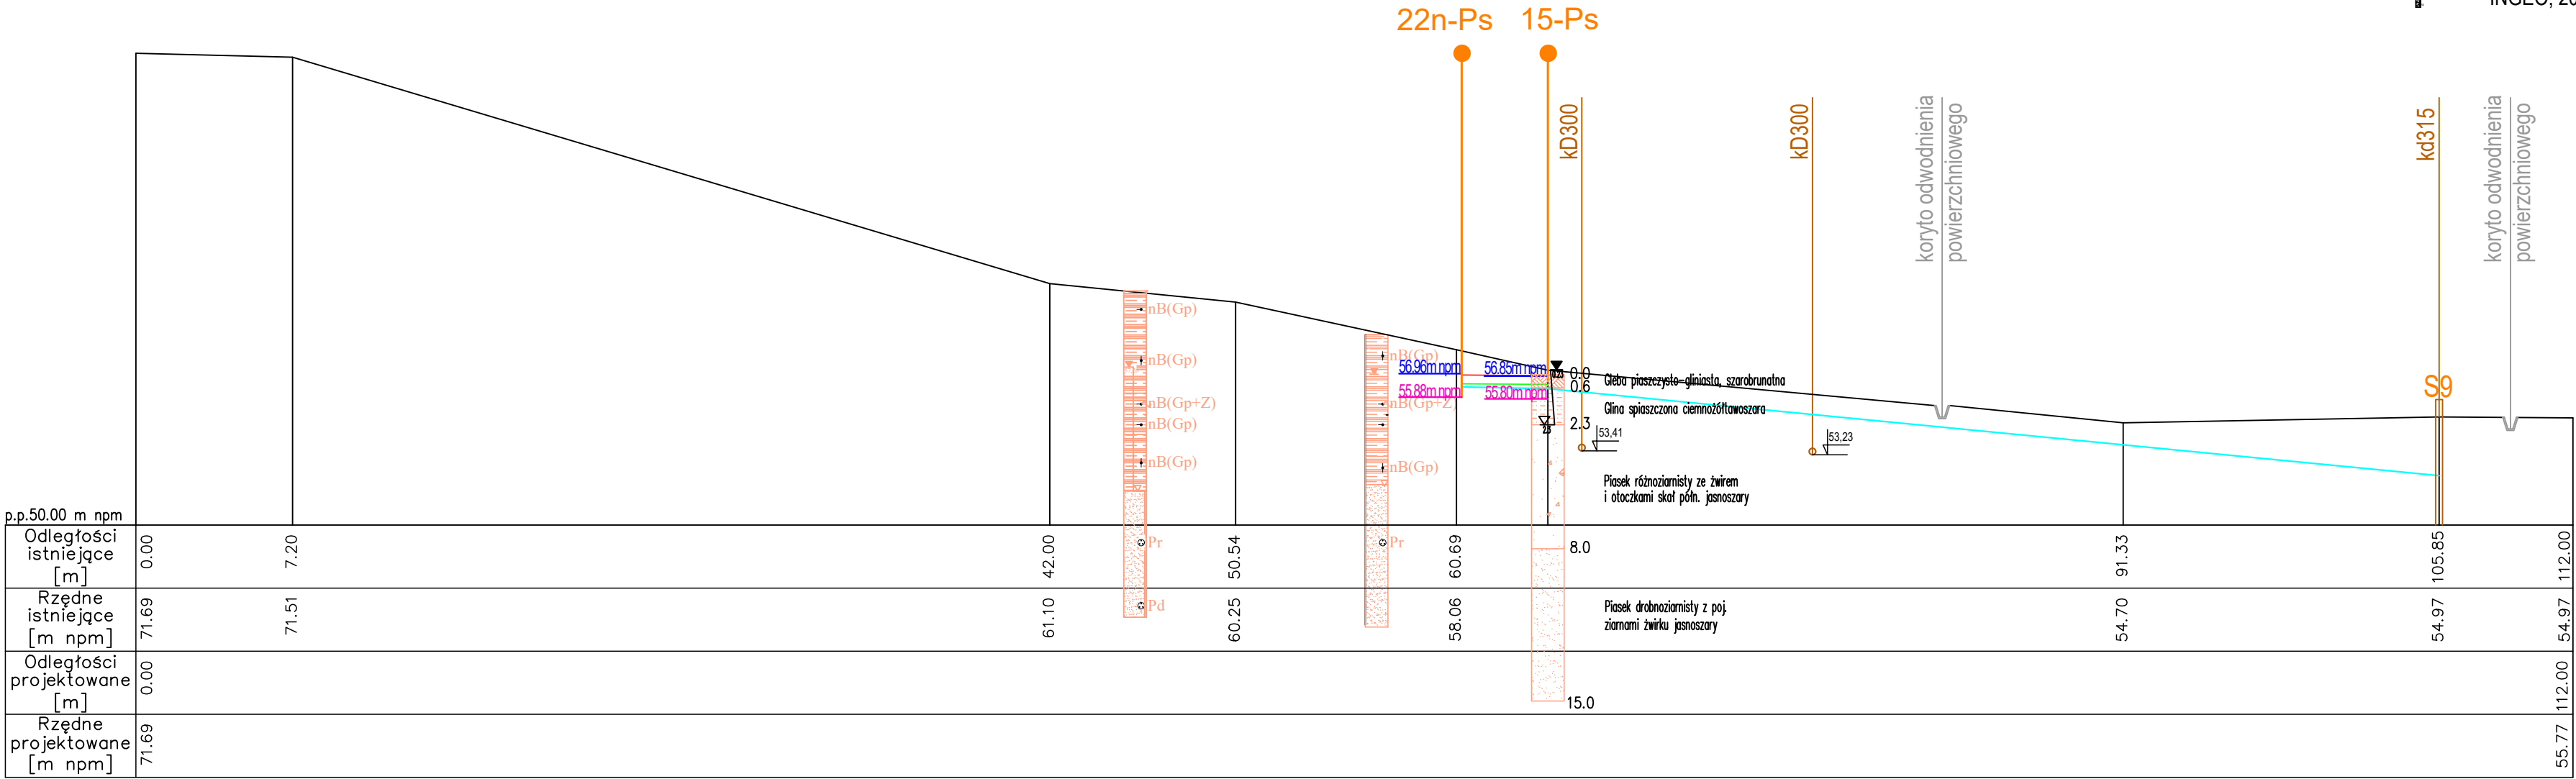 22n-Ps
15-Ps
kD300
kD300
koryto odwodnienia
powierzchniowego
kd315
koryto odwodnienia
powierzchniowego
nB(Gp)
nB(Gp)
nB(Gp+Z)
nB(Gp)
nB(Gp)
Pr
Pd
nB(Gp)
nB(Gp+Z
nB(Gp)
Pr
56.96m npm
56.85m npm
55.88m npm
55.80m npm
0.0
0.6
2.3
8.0
15.0
Gleba piaszczysto-gliniasta, szarobrunatna
Glina spiaszczona ciemnożółtawoszara
Piasek różnoziarnisty ze żwirem
i otoczkami skał półn. jasnoszary
Piasek drobnoziarnisty z poj.
ziarnami żwirku jasnoszary
53,41
53,23
S9
p.p.50.00 m npm
Odległości
istniejące
[m]
0.00 7.20 42.00 50.54 60.69 91.33 105.85 112.00
Rzędne
istniejące
[m npm]
71.69 71.51 61.10 60.25 58.06 54.70 54.97 54.97
Odległości
projektowane
[m]
0.00 112.00
Rzędne
projektowane
[m npm]
71.69 55.77